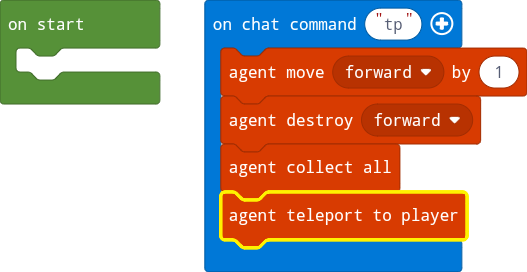 on start
on chat command "tp"
agent move forward by 1
agent destroy forward
agent collect all
agent teleport to player